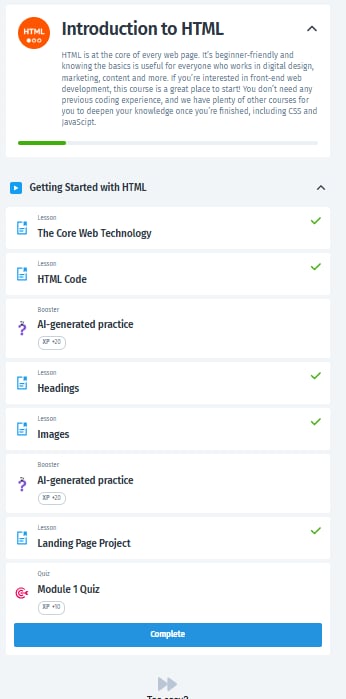 HTML
Introduction to HTML
HTML is at the core of every web page. It's beginner-friendly and
knowing the basics is useful for everyone who works in digital design,
marketing, content and more. If you're interested in front-end web
development, this course is a great place to start! You don't need any
previous coding experience, and we have plenty of other courses for
you to deepen your knowledge once you're finished, including CSS and
JavaScript.
Getting Started with HTML
Lesson
The Core Web Technology
Lesson
HTML Code
Booster
AI-generated practice
XP +20
Lesson
Headings
Lesson
Images
Booster
AI-generated practice
XP +20
Lesson
Landing Page Project
Quiz
Module 1 Quiz
XP +10
Complete
Too easy?